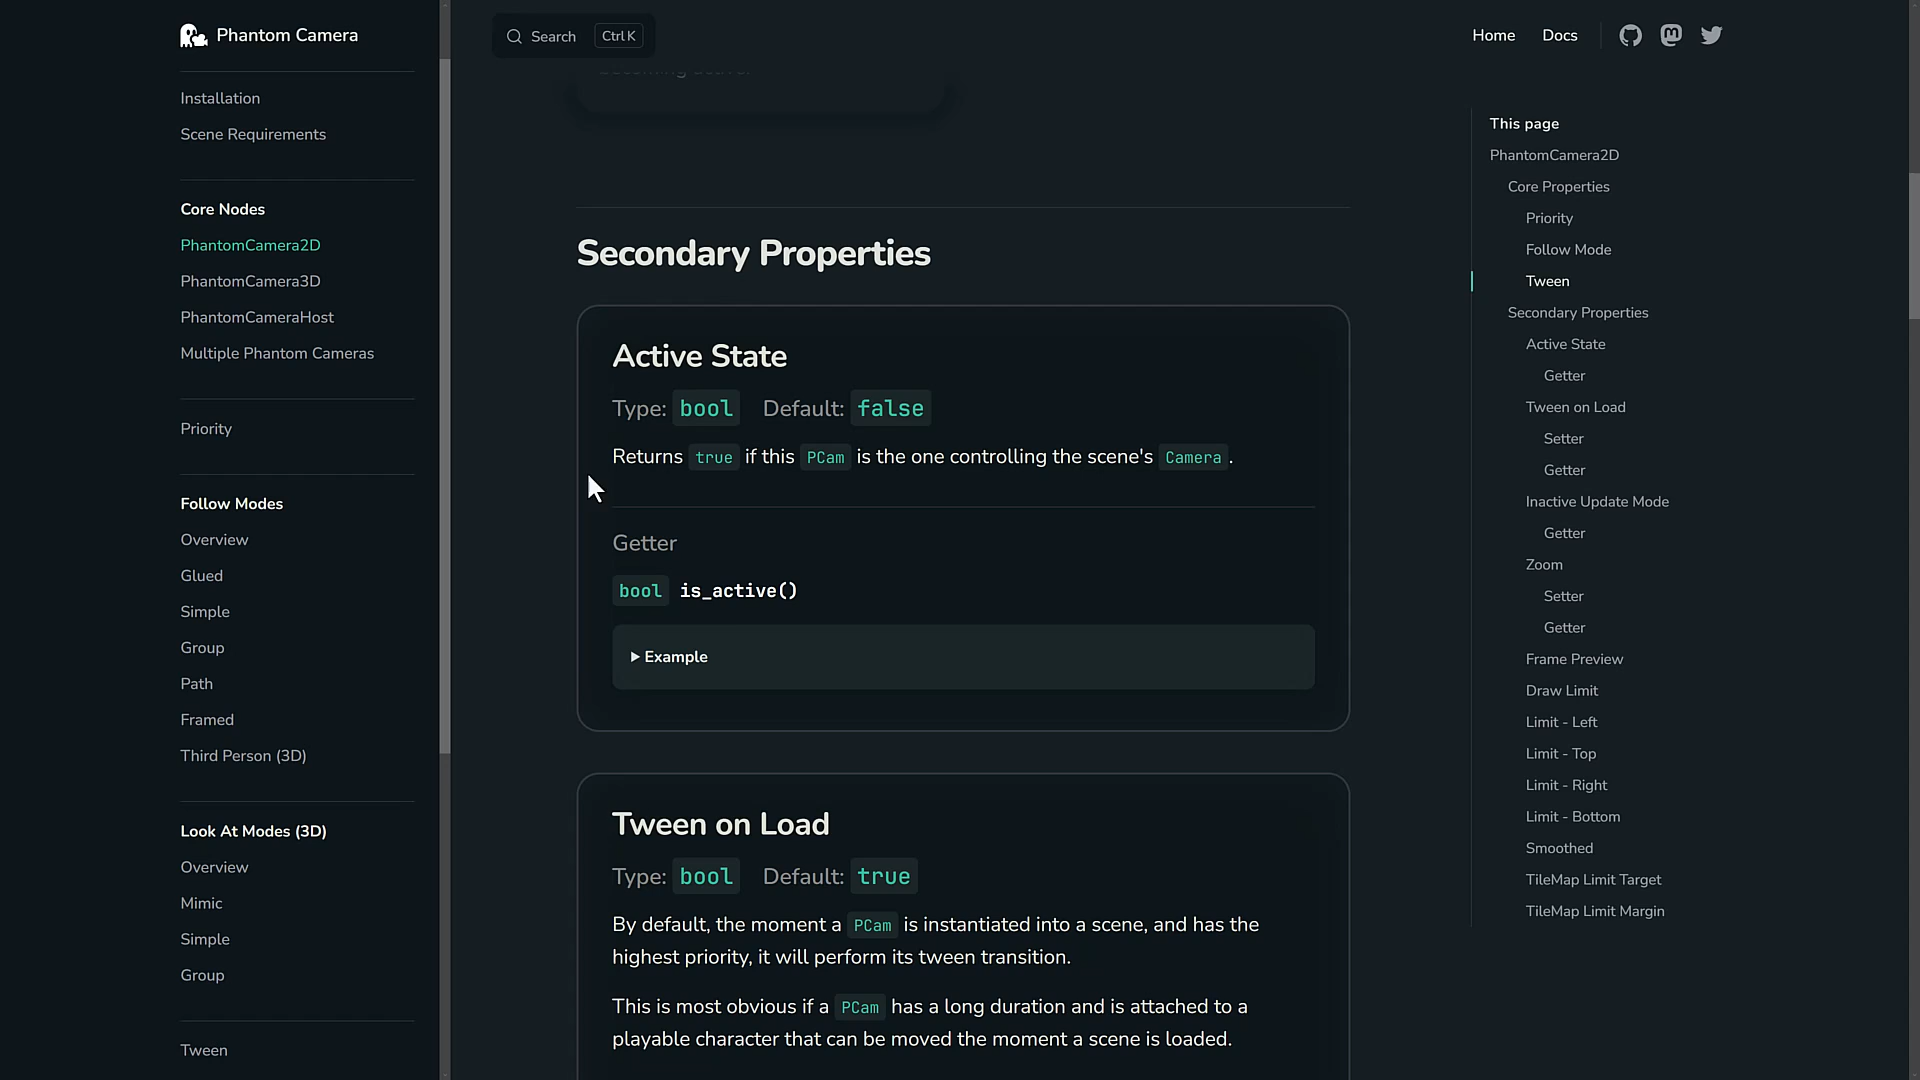 Phantom Camera
Installation
Scene Requirements
Core Nodes
PhantomCamera2D
PhantomCamera3D
PhantomCameraHost
Multiple Phantom Cameras
Priority
Follow Modes
Overview
Glued
Simple
Group
Path
Framed
Third Person (3D)
Look At Modes (3D)
Overview
Mimic
Simple
Group
Tween
Search Ctrl K
Home Docs
Secondary Properties
Active State
Type: bool Default: false
Returns true if this PCam is the one controlling the scene's Camera.
Getter
bool is_active()
Example
Tween on Load
Type: bool Default: true
By default, the moment a PCam is instantiated into a scene, and has the
highest priority, it will perform its tween transition.
This is most obvious if a PCam has a long duration and is attached to a
playable character that can be moved the moment a scene is loaded.
This page
PhantomCamera2D
Core Properties
Priority
Follow Mode
Tween
Secondary Properties
Active State
Getter
Tween on Load
Setter
Getter
Inactive Update Mode
Getter
Zoom
Setter
Getter
Frame Preview
Draw Limit
Limit - Left
Limit - Top
Limit - Right
Limit - Bottom
Smoothed
TileMap Limit Target
TileMap Limit Margin